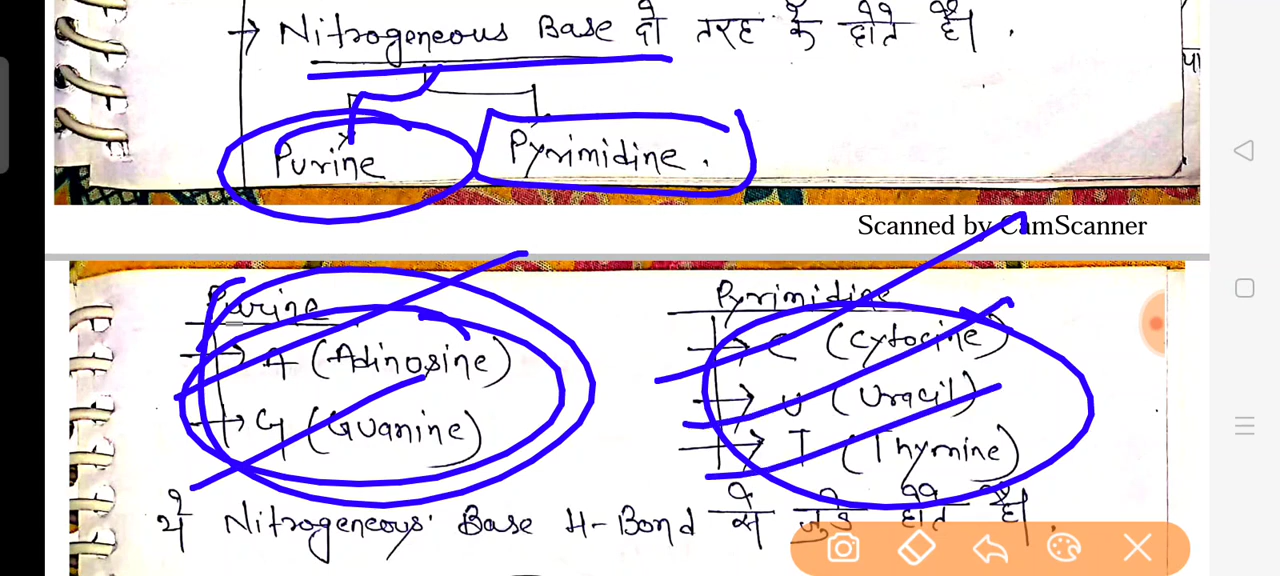 → Nitrogeneous Base दो तरह के होते है।
Purine
Pyrimidine.
Scanned by CamScanner
Purine
→ A (Adinosine)
→ G (Guanine)
Pyrimidine
→ C (Cytocine)
→ U (Uracil)
→ T (Thymine)
ये Nitrogeneous Base H-Bond से जुडे होते है।